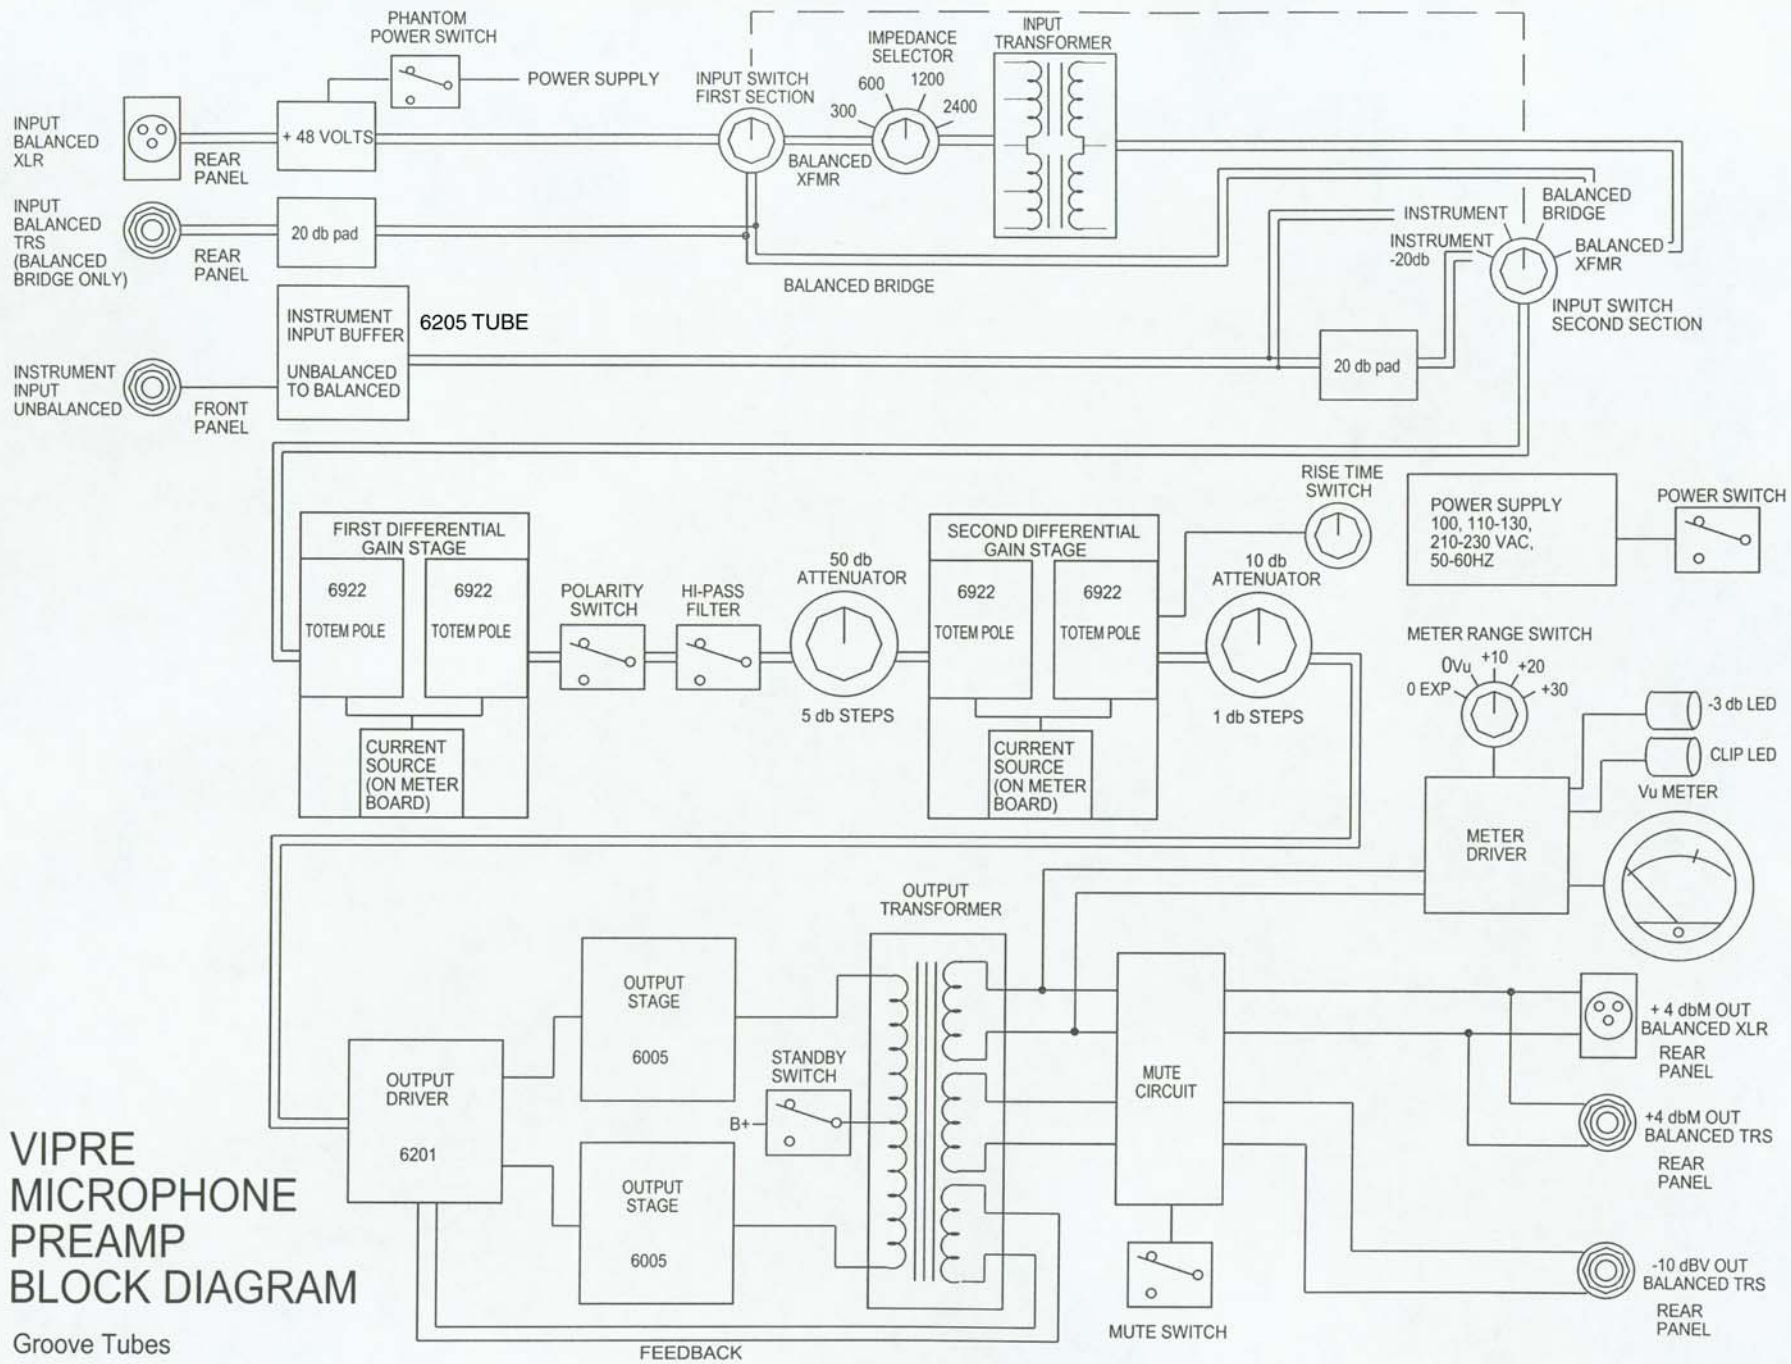 PHANTOM
POWER SWITCH
POWER SUPPLY
INPUT SWITCH
FIRST SECTION
IMPEDANCE
SELECTOR
300
600
1200
2400
INPUT
TRANSFORMER
INPUT
BALANCED
XLR
REAR
PANEL
+ 48 VOLTS
BALANCED
XFMR
INPUT
BALANCED
TRS
(BALANCED
BRIDGE ONLY)
REAR
PANEL
20 db pad
BALANCED BRIDGE
INSTRUMENT
INSTRUMENT
-20db
BALANCED
BRIDGE
BALANCED
XFMR
INPUT SWITCH
SECOND SECTION
INSTRUMENT
INPUT BUFFER
UNBALANCED
TO BALANCED
6205 TUBE
20 db pad
INSTRUMENT
INPUT
UNBALANCED
FRONT
PANEL
FIRST DIFFERENTIAL
GAIN STAGE
6922
TOTEM POLE
6922
TOTEM POLE
CURRENT
SOURCE
(ON METER
BOARD)
POLARITY
SWITCH
HI-PASS
FILTER
50 db
ATTENUATOR
5 db STEPS
SECOND DIFFERENTIAL
GAIN STAGE
6922
TOTEM POLE
6922
TOTEM POLE
CURRENT
SOURCE
(ON METER
BOARD)
RISE TIME
SWITCH
10 db
ATTENUATOR
1 db STEPS
POWER SUPPLY
100, 110-130,
210-230 VAC,
50-60HZ
POWER SWITCH
METER RANGE SWITCH
0 EXP
0Vu
+10
+20
+30
-3 db LED
CLIP LED
Vu METER
METER
DRIVER
OUTPUT
TRANSFORMER
OUTPUT
STAGE
6005
STANDBY
SWITCH
B+
OUTPUT
DRIVER
6201
OUTPUT
STAGE
6005
MUTE
CIRCUIT
MUTE SWITCH
+ 4 dbM OUT
BALANCED XLR
REAR
PANEL
+4 dbM OUT
BALANCED TRS
REAR
PANEL
-10 dBV OUT
BALANCED TRS
REAR
PANEL
FEEDBACK
VIPRE
MICROPHONE
PREAMP
BLOCK DIAGRAM
Groove Tubes